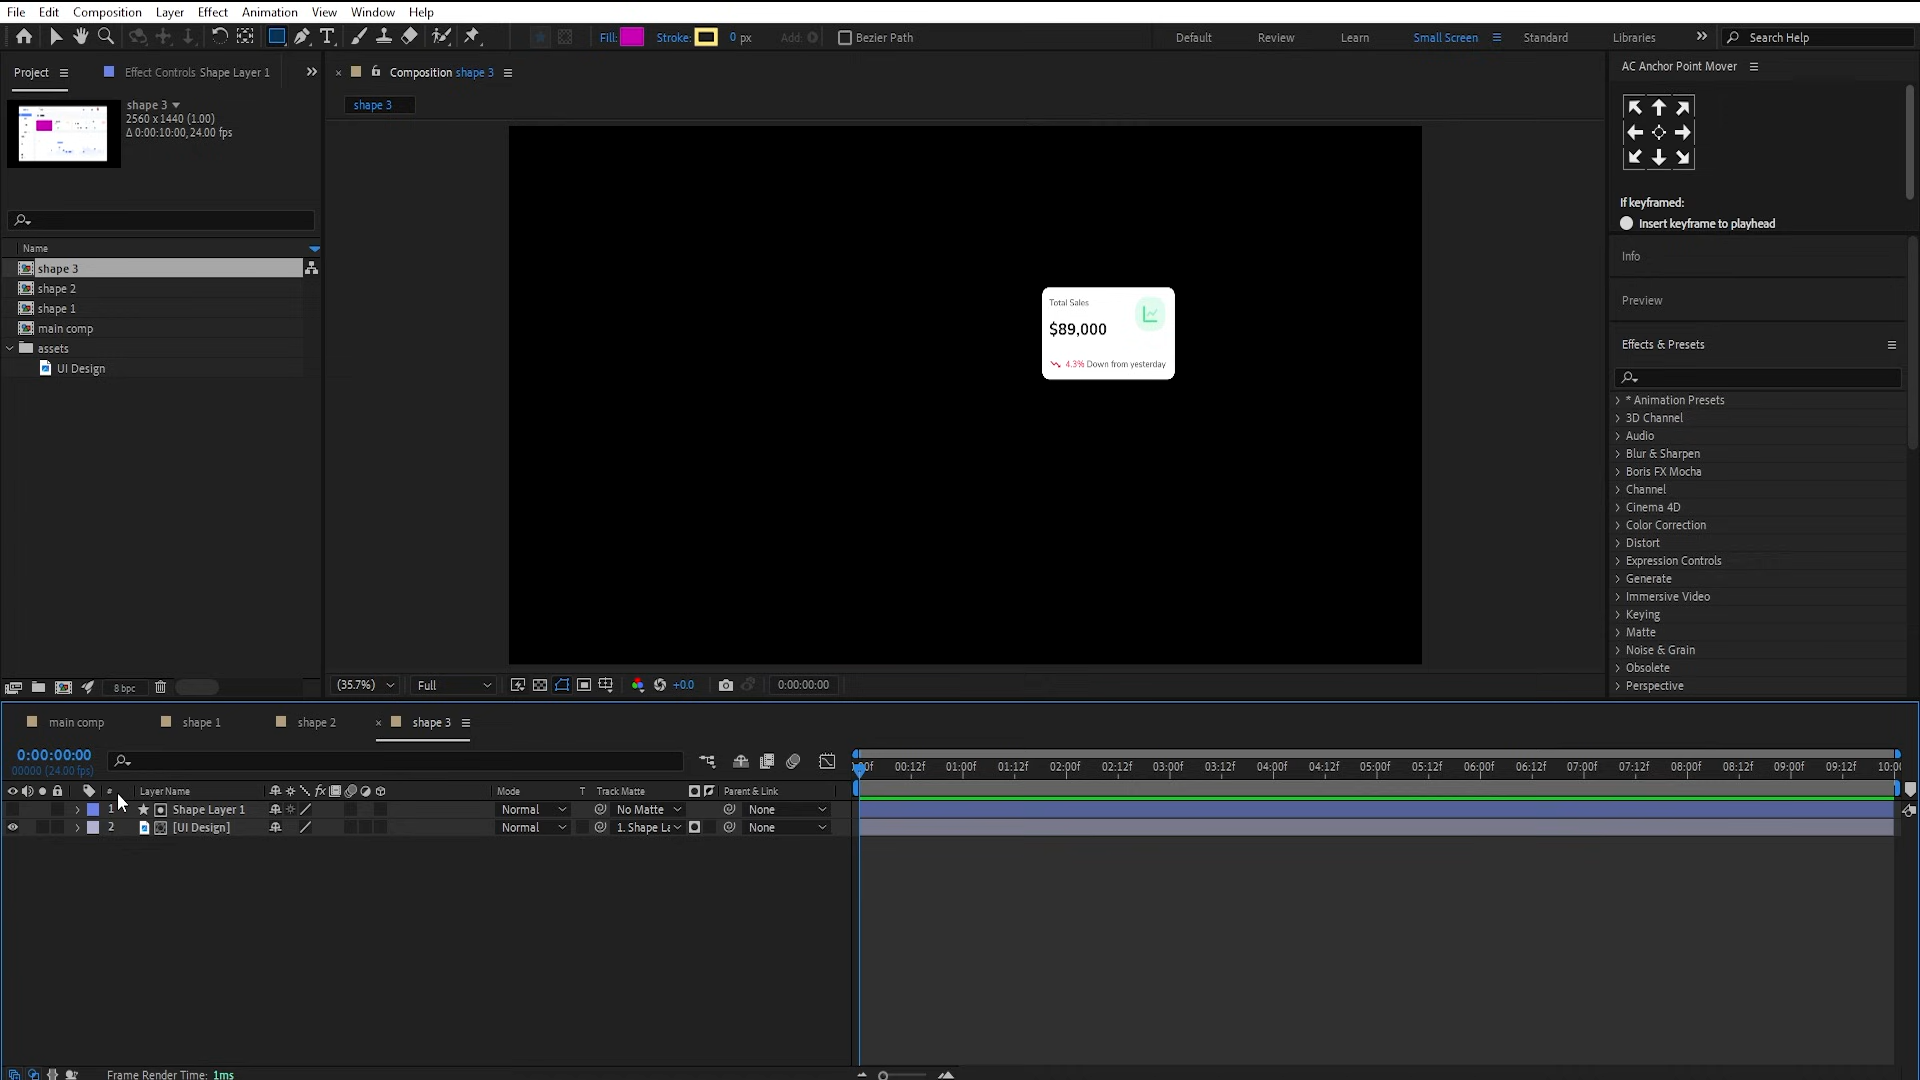 File Edit Composition Layer Effect Animation View Window Help
Fill: Stroke: 0 px Add: Bezier Path Default Review Learn Small Screen Standard Libraries Search Help
Project Effect Controls Shape Layer 1
Composition shape 3
AC Anchor Point Mover
shape 3
2560 x 1440 (1.00)
Δ 0:00:10:00, 24.00 fps
shape 3
If keyframed:
Insert keyframe to playhead
Name
shape 3
shape 2
shape 1
main comp
assets
UI Design
Total Sales
$89,000
4.3% Down from yesterday
Info
Preview
Effects & Presets
* Animation Presets
3D Channel
Audio
Blur & Sharpen
Boris FX Mocha
Channel
Cinema 4D
Color Correction
Distort
Expression Controls
Generate
Immersive Video
Keying
Matte
Noise & Grain
Obsolete
Perspective
8 bpc
(35.7%) Full +0.0 0:00:00:00
main comp shape 1 shape 2 shape 3
0:00:00:00
00000 (24.00 fps)
00:12f 01:00f 01:12f 02:00f 02:12f 03:00f 03:12f 04:00f 04:12f 05:00f 05:12f 06:00f 06:12f 07:00f 07:12f 08:00f 08:12f 09:00f 09:12f 10:0
# Layer Name fx Mode T Track Matte Parent & Link
1 Shape Layer 1 Normal No Matte None
2 [UI Design] Normal 1. Shape La None
Frame Render Time: 1ms